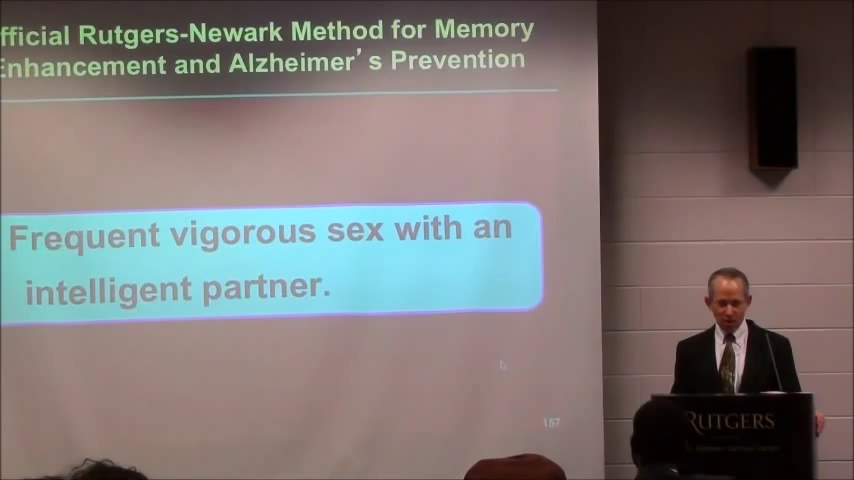 fficial Rutgers-Newark Method for Memory
Enhancement and Alzheimer's Prevention
Frequent vigorous sex with an
intelligent partner.
157
RUTGERS